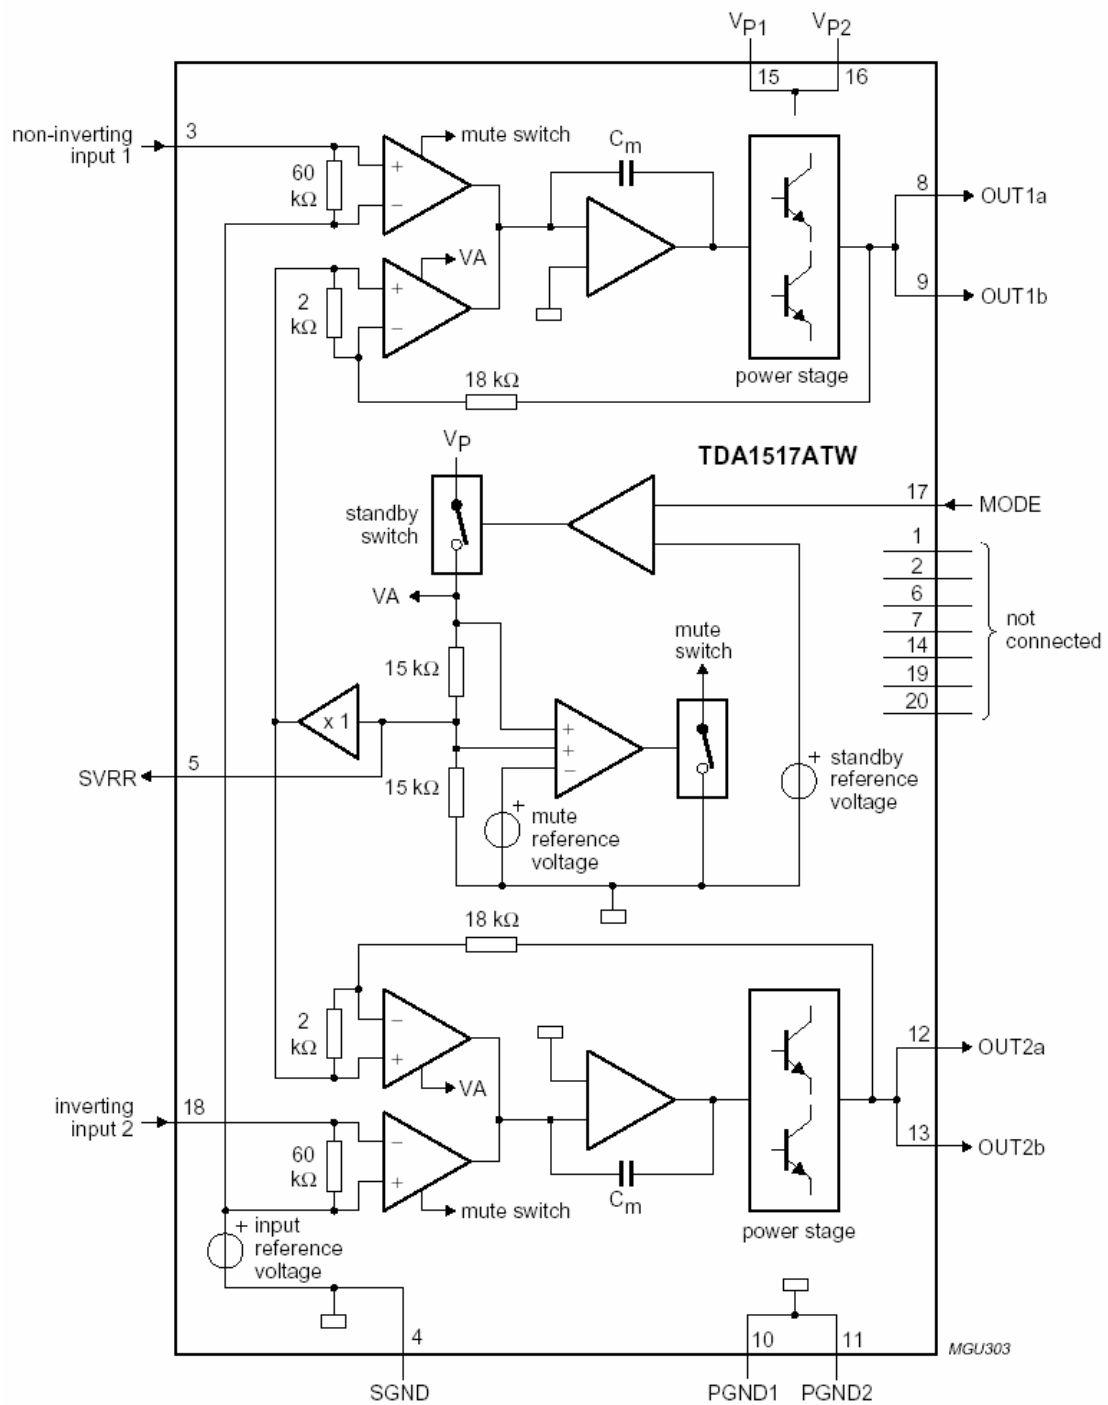 VP1
VP2
15
16
non-inverting
input 1
3
mute switch
60
kΩ
+
−
Cm
8
OUT1a
VA
2
kΩ
+
−
9
OUT1b
power stage
18 kΩ
VP
TDA1517ATW
standby
switch
17
MODE
VA
1
2
6
7
14
19
20
not
connected
mute
switch
15 kΩ
x 1
+
+
−
SVRR
5
15 kΩ
+
mute
reference
voltage
+
standby
reference
voltage
18 kΩ
2
kΩ
−
+
VA
12
OUT2a
inverting
input 2
18
60
kΩ
−
+
13
OUT2b
Cm
mute switch
power stage
+
input
reference
voltage
4
10
11
MGU303
SGND
PGND1
PGND2